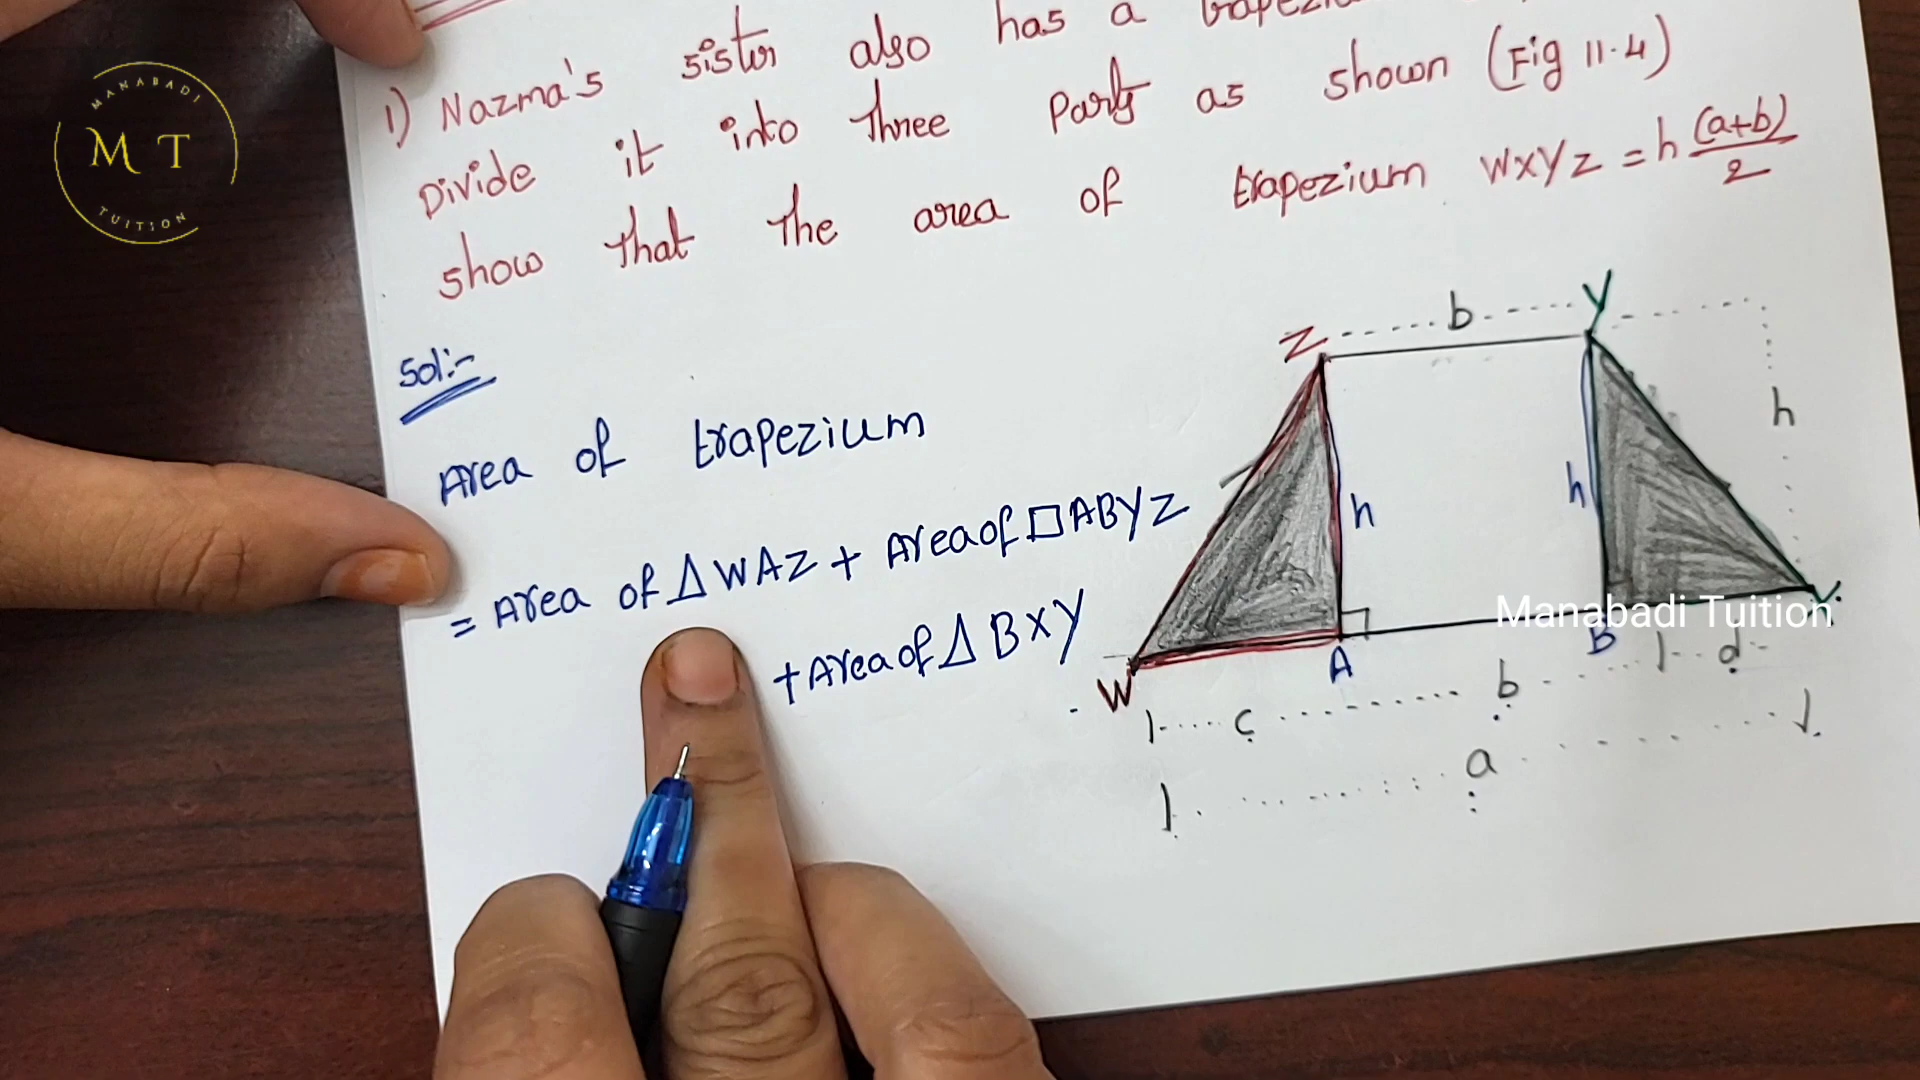 MANABADI
M T
TUITION
1) Nazma's sister also has a trapezium
Divide it into three parts as shown (Fig 11.4)
show that the area of trapezium WXYZ = h (a+b)/2
Sol:-
Area of trapezium
= Area of Δ WAZ + Area of □ ABYZ
+ Area of Δ BXY
Z b Y
h h h
Manabadi Tuition
W A B X
c b d
a